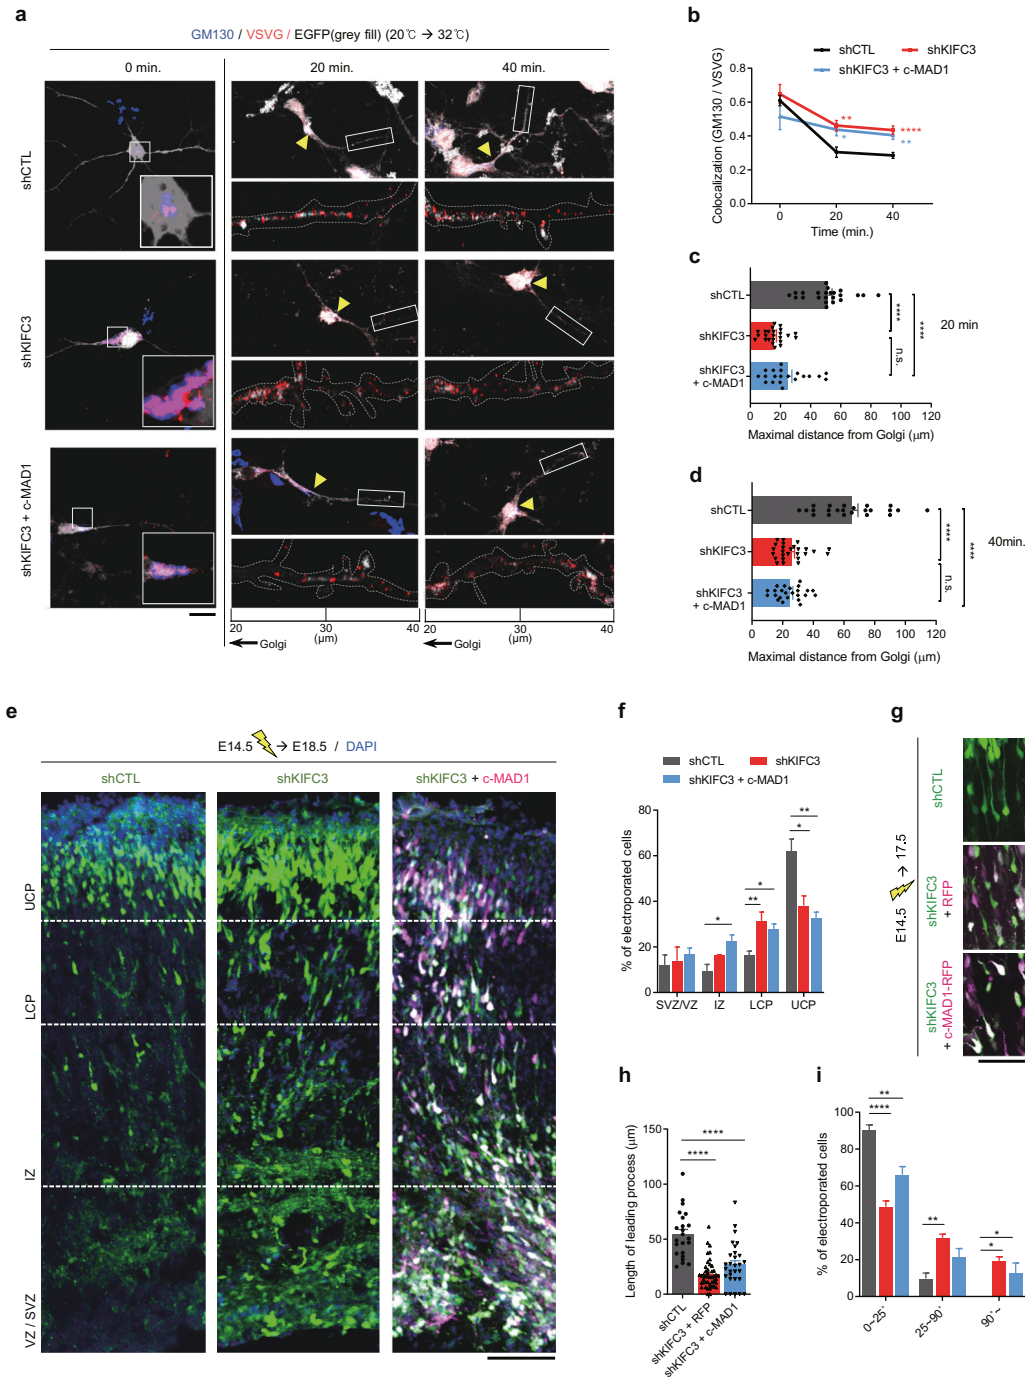 a
GM130 / VSVG / EGFP(grey fill) (20℃ → 32℃)
0 min.
20 min.
40 min.
shCTL
shKIFC3
shKIFC3 + c-MAD1
20
30
40
20
30
40
(μm)
(μm)
Golgi
Golgi
b
shCTL
shKIFC3
shKIFC3 + c-MAD1
Colocalization (GM130 / VSVG)
0.8
0.6
0.4
0.2
0.0
**
*
****
**
0
20
40
Time (min.)
c
shCTL
shKIFC3
shKIFC3
+ c-MAD1
****
n.s.
****
20 min
0
20
40
60
80
100
120
Maximal distance from Golgi (μm)
d
shCTL
shKIFC3
shKIFC3
+ c-MAD1
****
n.s.
****
40min.
0
20
40
60
80
100
120
Maximal distance from Golgi (μm)
e
E14.5 → E18.5 / DAPI
shCTL
shKIFC3
shKIFC3 + c-MAD1
UCP
LCP
IZ
VZ / SVZ
f
shCTL
shKIFC3
shKIFC3 + c-MAD1
% of electroporated cells
80
60
40
20
0
*
*
**
**
*
SVZ/VZ
IZ
LCP
UCP
g
E14.5 → 17.5
shCTL
shKIFC3
+ RFP
shKIFC3
+ c-MAD1-RFP
h
Length of leading process (μm)
150
100
50
0
****
****
shCTL
shKIFC3 + RFP
shKIFC3 + c-MAD1
i
% of electroporated cells
100
80
60
40
20
0
**
****
**
*
*
0~25˚
25~90˚
90˚~